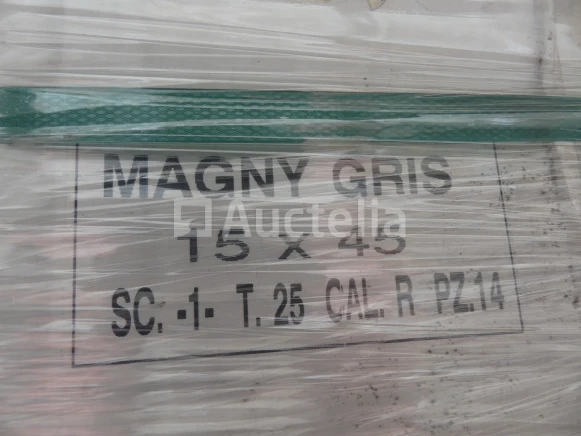 MAGNY GRIS
Auctelia
15 X 45
SC. -1- T. 25 CAL. R PZ.14